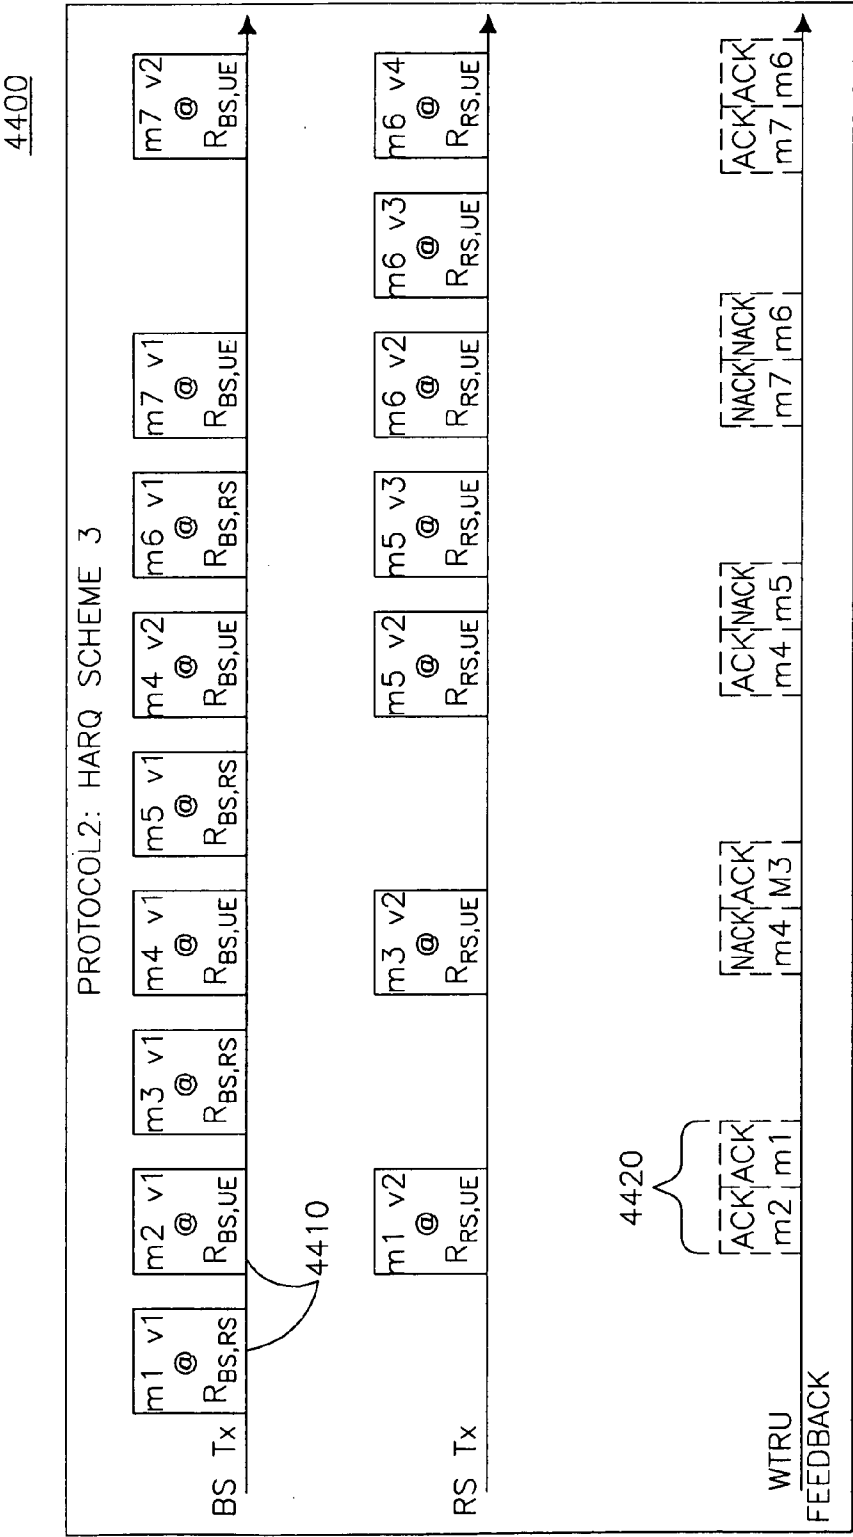 4400
PROTOCOL2: HARQ SCHEME 3
BS Tx
m1 v1
@
RBS,RS
m2 v1
@
RBS,UE
m3 v1
@
RBS,RS
m4 v1
@
RBS,UE
m5 v1
@
RBS,RS
m4 v2
@
RBS,UE
m6 v1
@
RBS,RS
m7 v1
@
RBS,UE
m7 v2
@
RBS,UE
4410
RS Tx
m1 v2
@
RRS,UE
m3 v2
@
RRS,UE
m5 v2
@
RRS,UE
m5 v3
@
RRS,UE
m6 v2
@
RRS,UE
m6 v3
@
RRS,UE
m6 v4
@
RRS,UE
4420
WTRU
FEEDBACK
ACK ACK
m2 m1
NACK ACK
m4 M3
ACK NACK
m4 m5
NACK NACK
m7 m6
ACK ACK
m7 m6